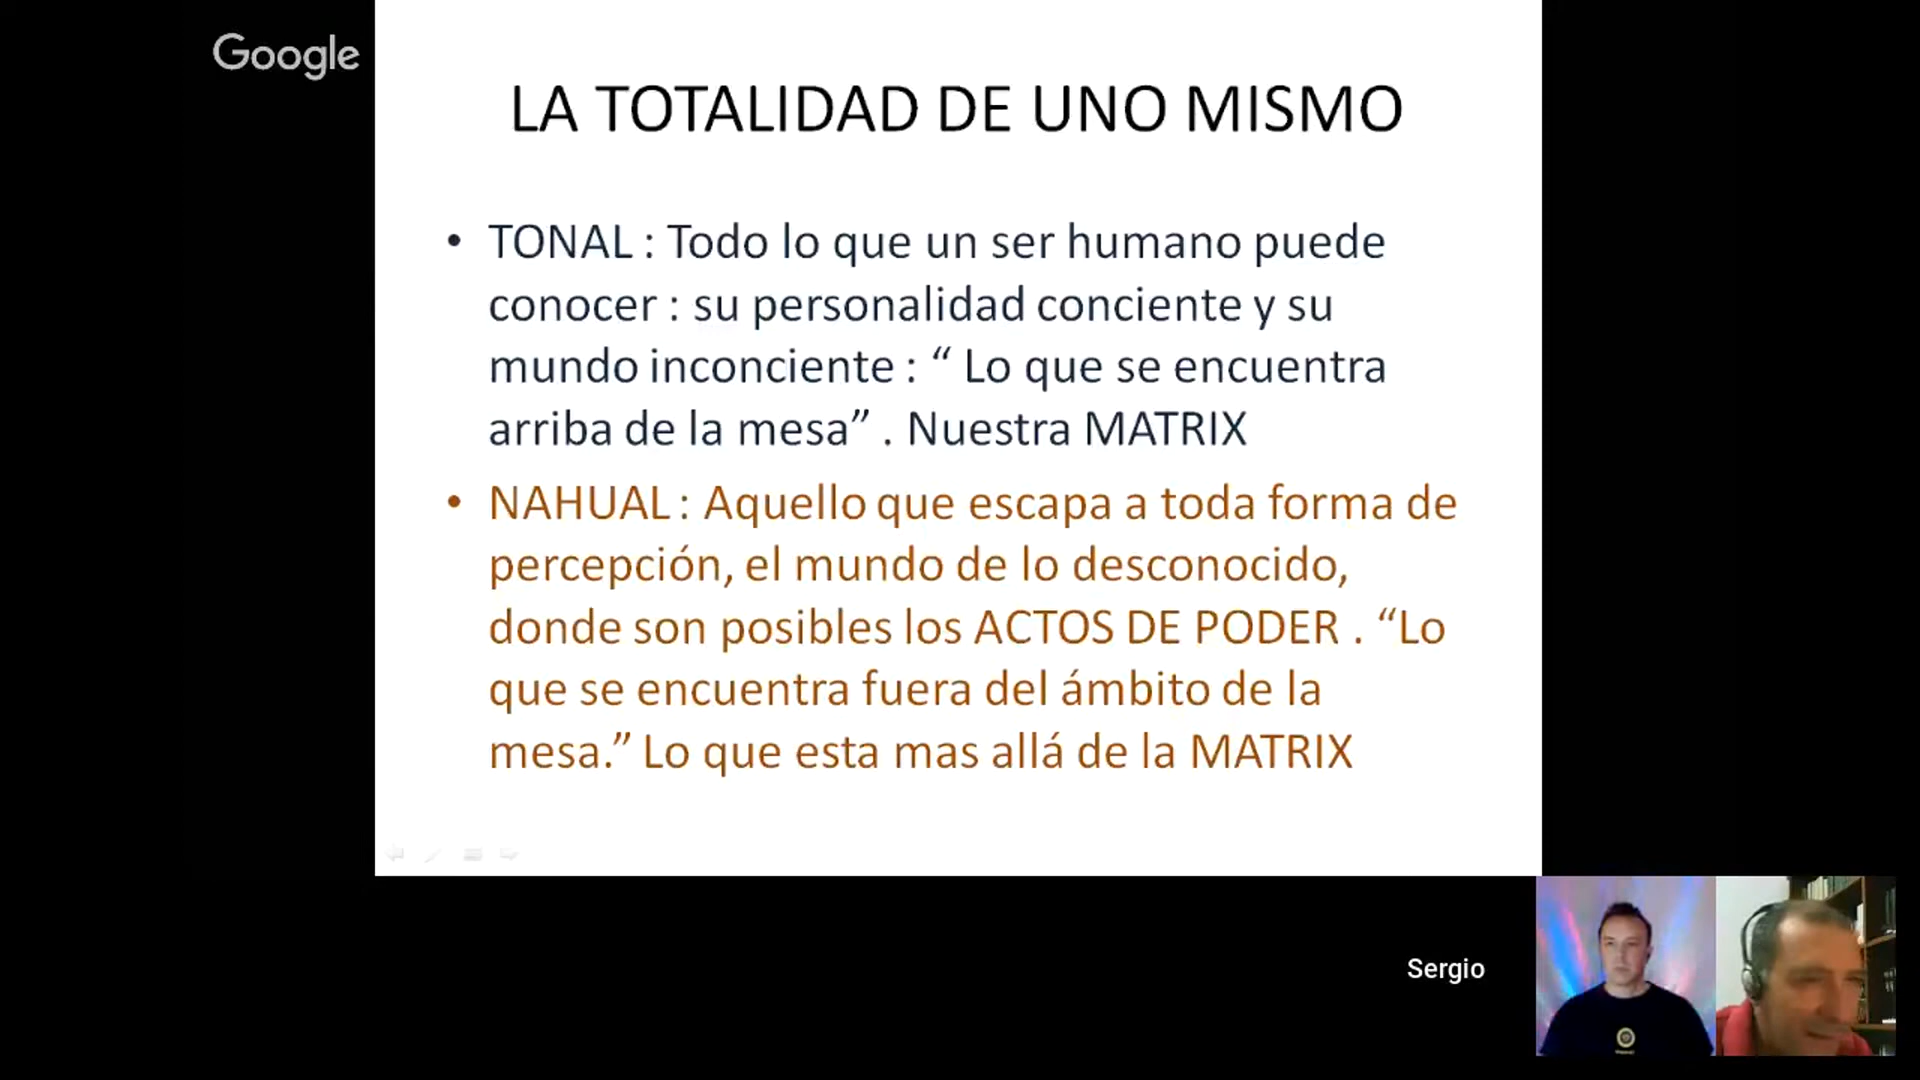 Google
LA TOTALIDAD DE UNO MISMO
• TONAL : Todo lo que un ser humano puede
conocer : su personalidad conciente y su
mundo inconciente : “ Lo que se encuentra
arriba de la mesa” . Nuestra MATRIX
• NAHUAL : Aquello que escapa a toda forma de
percepción, el mundo de lo desconocido,
donde son posibles los ACTOS DE PODER . “Lo
que se encuentra fuera del ámbito de la
mesa.” Lo que esta mas allá de la MATRIX
Sergio